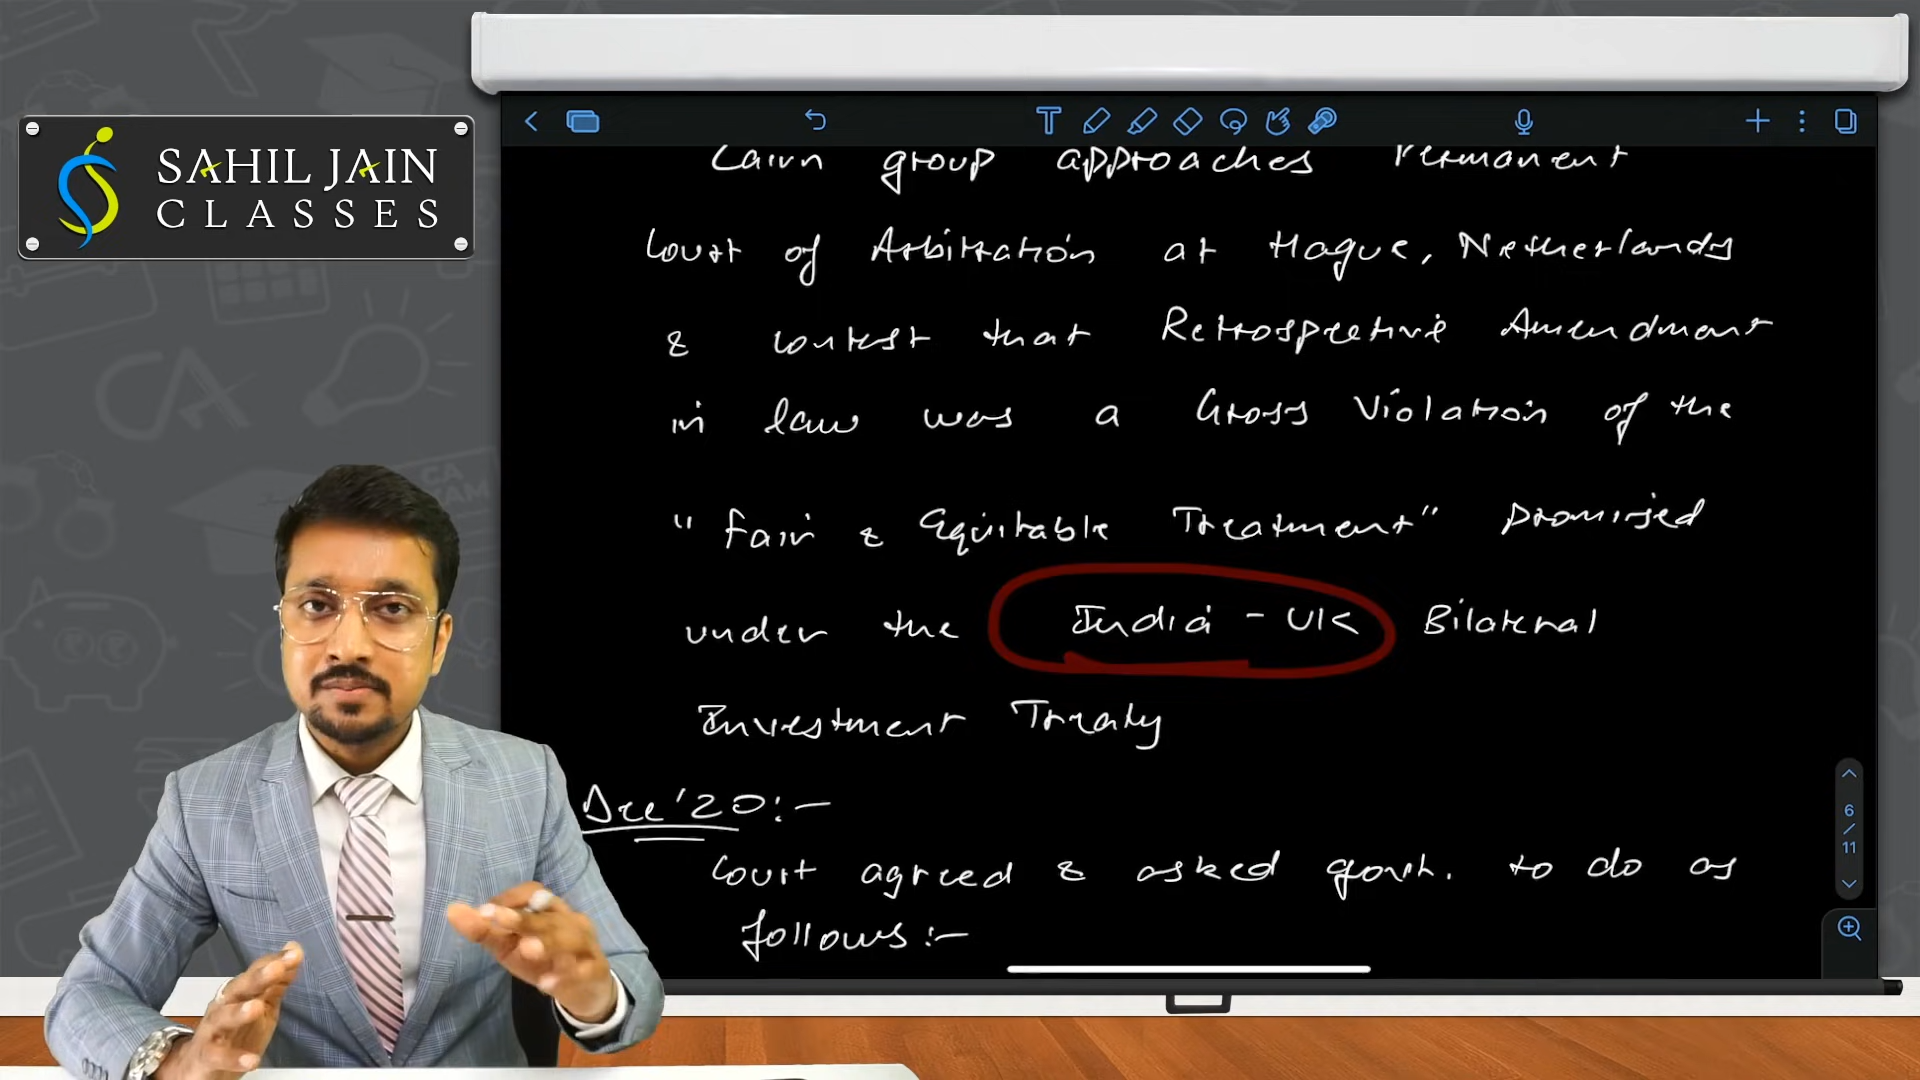 SAHIL JAIN
CLASSES
Cairn group approaches Permanent
Court of Arbitration at Hague, Netherlands
& contest that Retrospective Amendment
in law was a Gross Violation of the
"Fair & Equitable Treatment" promised
under the India - UK Bilateral
Investment Treaty
Dec '20:-
Court agreed & asked govt. to do as
follows:-
6
/
11